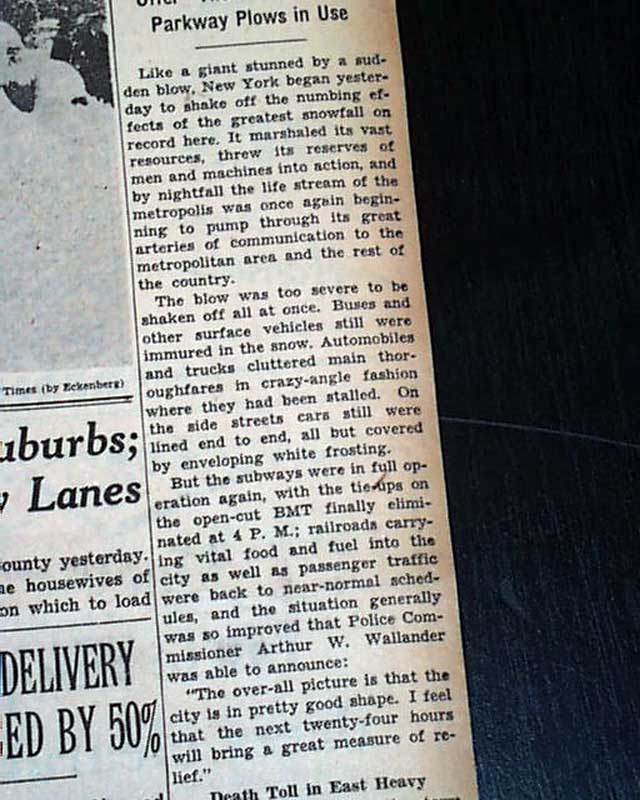 Parkway Plows in Use
Like a giant stunned by a sud-
den blow, New York began yester-
day to shake off the numbing ef-
fects of the greatest snowfall on
record here. It marshaled its vast
resources, threw its reserves of
men and machines into action, and
by nightfall the life stream of the
metropolis was once again begin-
ning to pump through its great
arteries of communication to the
metropolitan area and the rest of
the country.
The blow was too severe to be
shaken off all at once. Buses and
other surface vehicles still were
immured in the snow. Automobiles
and trucks cluttered main thor-
oughfares in crazy-angle fashion
where they had been stalled. On
the side streets cars still were
lined end to end, all but covered
by enveloping white frosting.
But the subways were in full op-
eration again, with the tie-ups on
the open-cut BMT finally elimi-
nated at 4 P. M.; railroads carry-
ing vital food and fuel into the
city as well as passenger traffic
were back to near-normal sched-
ules, and the situation generally
was so improved that Police Com-
missioner Arthur W. Wallander
was able to announce:
"The over-all picture is that the
city is in pretty good shape. I feel
that the next twenty-four hours
will bring a great measure of re-
lief."
Death Toll in East Heavy
Times (by Eckenberg)
uburbs;
Lanes
ounty yesterday.
housewives of
on which to load
DELIVERY
ED BY 50%